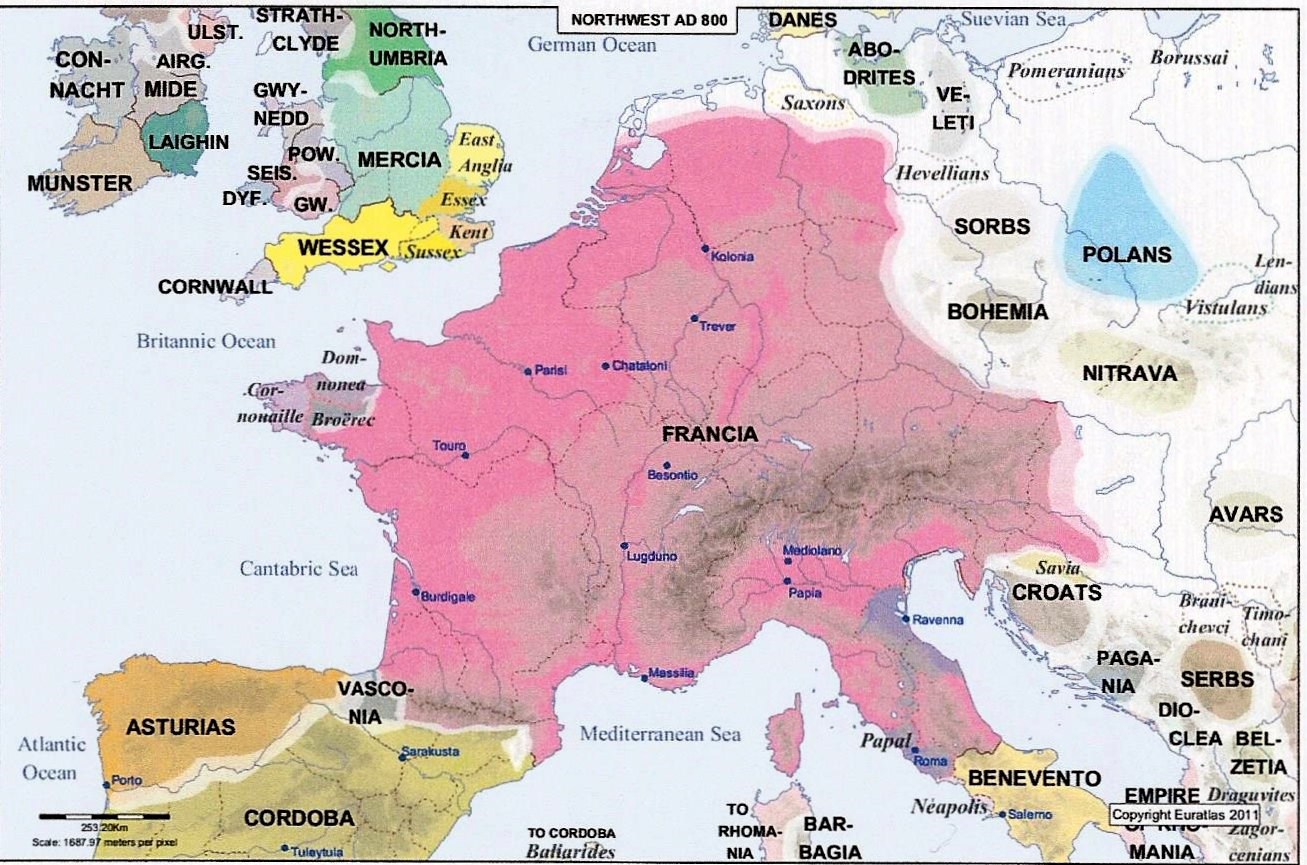 NORTHWEST AD 800
STRATH-
CLYDE
ULST.
NORTH-
UMBRIA
German Ocean
DANES
Suevian Sea
CON-
NACHT
AIRG.
MIDE
ABO-
DRITES
Pomeranians
Borussai
GWY-
NEDD
VE-
LETI
Saxons
LAIGHIN
POW.
MERCIA
East
Anglia
Hevellians
MUNSTER
SEIS.
DYF.
GW.
Essex
Kent
WESSEX
Sussex
SORBS
POLANS
Kolonia
Len-
dians
CORNWALL
Vistulans
BOHEMIA
Trever
Britannic Ocean
Dom-
nonea
Parisi
Chataloni
NITRAVA
Cor-
nouaille
Broërec
FRANCIA
Touro
Besontio
AVARS
Lugduno
Mediolano
Cantabric Sea
Savia
Papia
CROATS
Burdigale
Brani-
chevci
Timo-
chani
Ravenna
PAGA-
NIA
SERBS
Massilia
VASCO-
NIA
DIO-
CLEA
BEL-
ZETIA
ASTURIAS
Mediterranean Sea
Papal
Roma
Sarakusta
Atlantic
Ocean
Porto
BENEVENTO
Draguvites
EMPIRE
Neapolis
Salerno
Copyright Euratlas 2011
CORDOBA
253.20Km
Scale: 1687.97 meters per pixel
TO CORDOBA
Baliarides
TO
RHOMA-
NIA
BAR-
BAGIA
OF RHO-
MANIA
Zagor-
cenians
Tuleytula